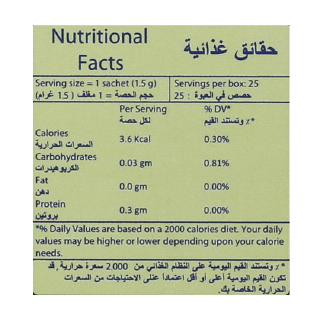 Nutritional Facts
حقائق غذائية
Serving size = 1 sachet (1.5 g)
حجم الحصة = 1 مغلف ( 1.5 غرام)
Servings per box: 25
حصص في العبوة : 25
Per Serving
لكل حصة
% DV*
*٪ وتستند القيم
Calories 3.6 Kcal 0.30%
السعرات الحرارية
Carbohydrates 0.03 gm 0.81%
الكربوهيدرات
Fat 0.0 gm 0.00%
دهن
Protein 0.3 gm 0.00%
بروتين
*% Daily Values are based on a 2000 calories diet. Your daily
values may be higher or lower depending upon your calorie
needs.
*٪ وتستند القيم اليومية على النظام الغذائي من 2,000 سعرة حرارية , قد
تكون القيم اليومية أعلى أو أقل اعتماداً على الاحتياجات من السعرات
الحرارية الخاصة بك.